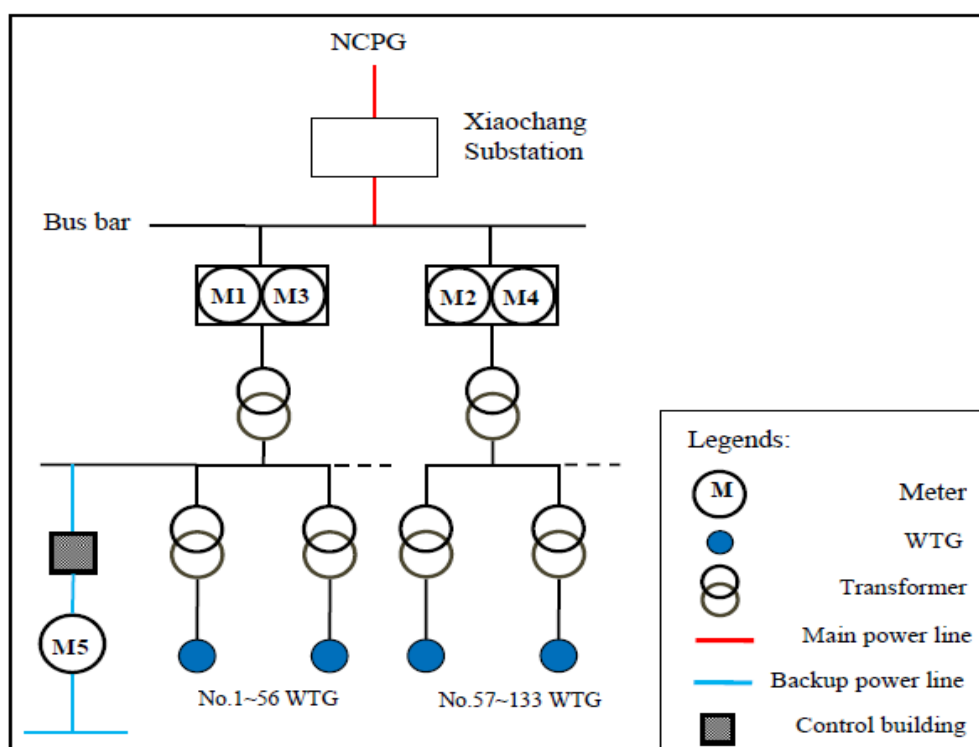 NCPG
Xiaochang
Substation
Bus bar
M1 M3 M2 M4
Legends:
M Meter
WTG
Transformer
Main power line
Backup power line
Control building
M5
No.1~56 WTG No.57~133 WTG